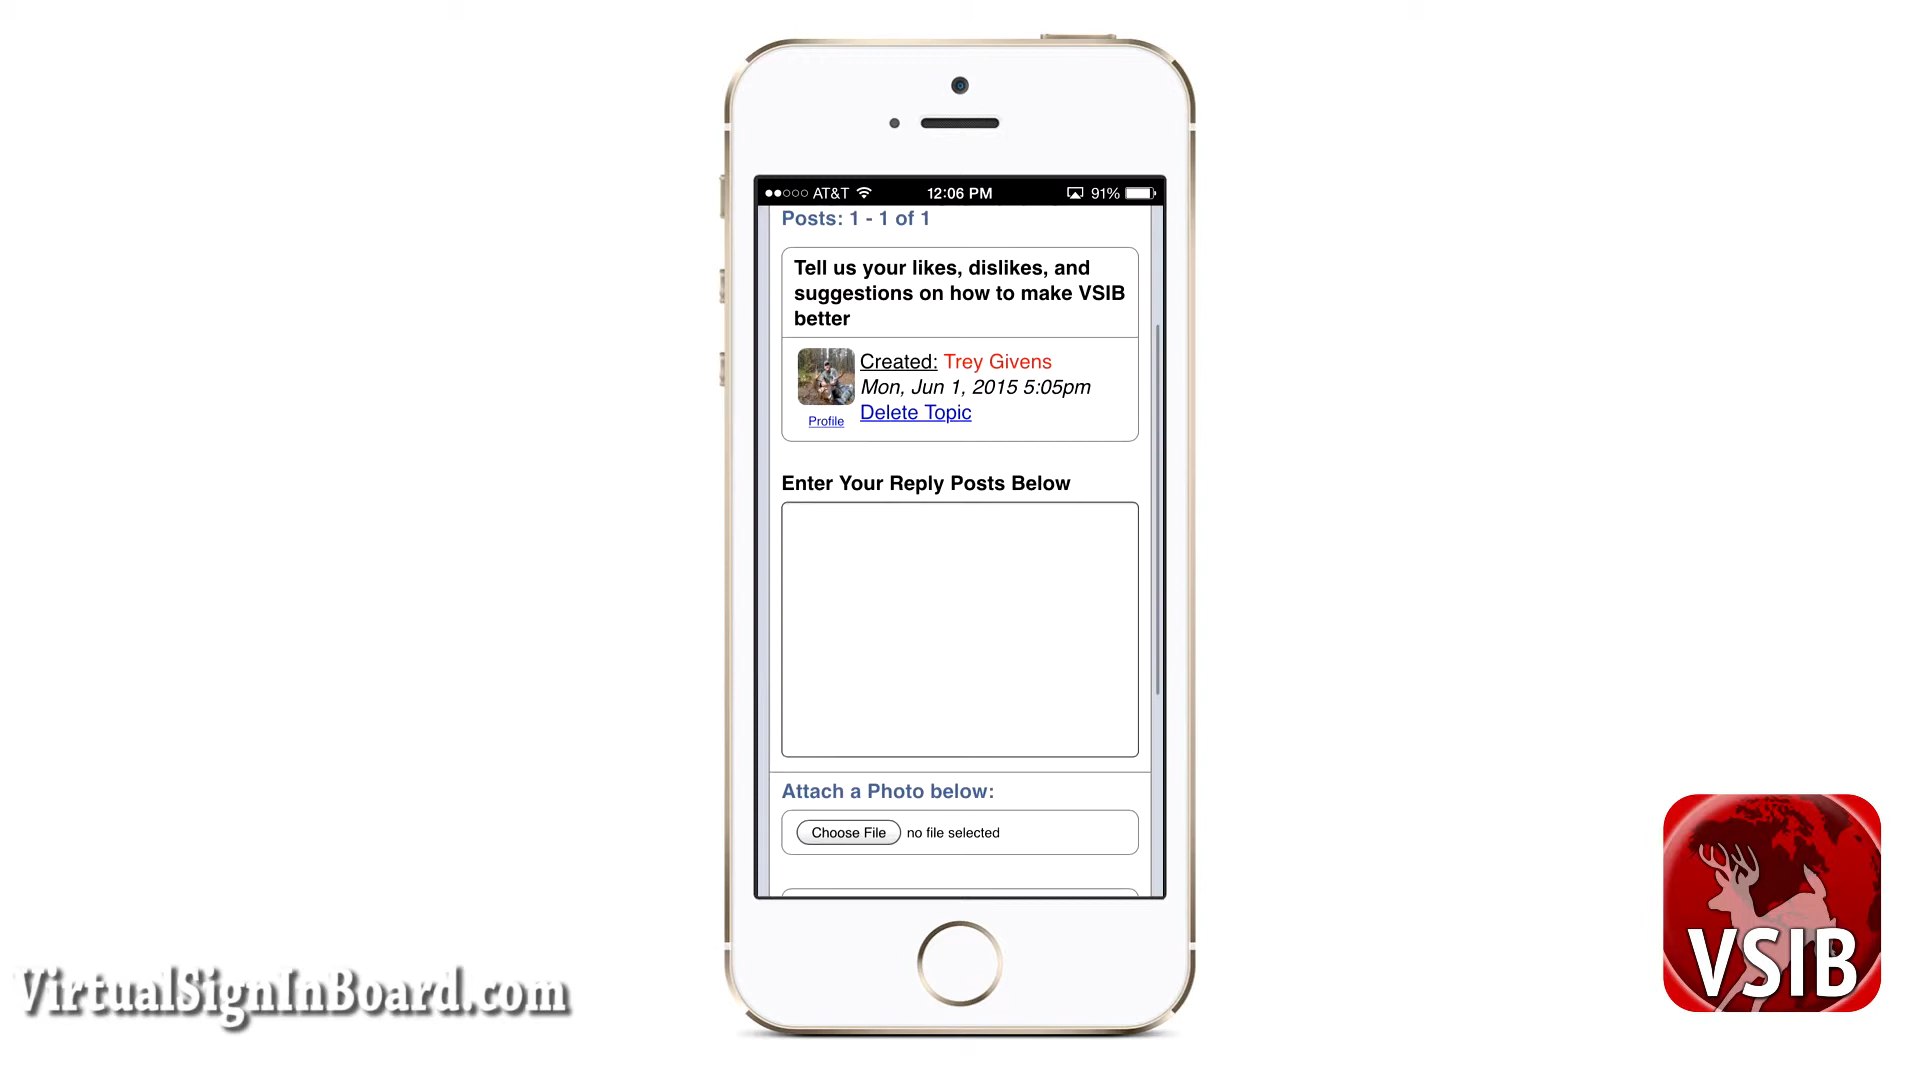 AT&T 12:06 PM 91%
Posts: 1 - 1 of 1
Tell us your likes, dislikes, and
suggestions on how to make VSIB
better
Created: Trey Givens
Mon, Jun 1, 2015 5:05pm
Delete Topic
Profile
Enter Your Reply Posts Below
Attach a Photo below:
Choose File no file selected
VirtualSignInBoard.com
VSIB